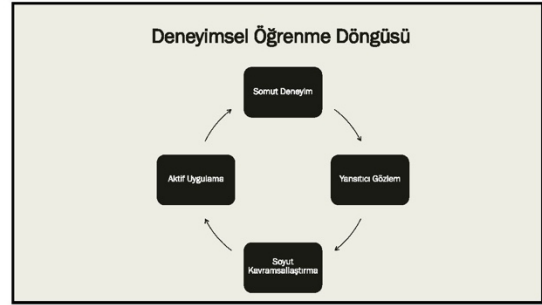 Deneyimsel Öğrenme Döngüsü
Somut Deneyim
Aktif Uygulama
Yansıtıcı Gözlem
Soyut
Kavramsallaştırma